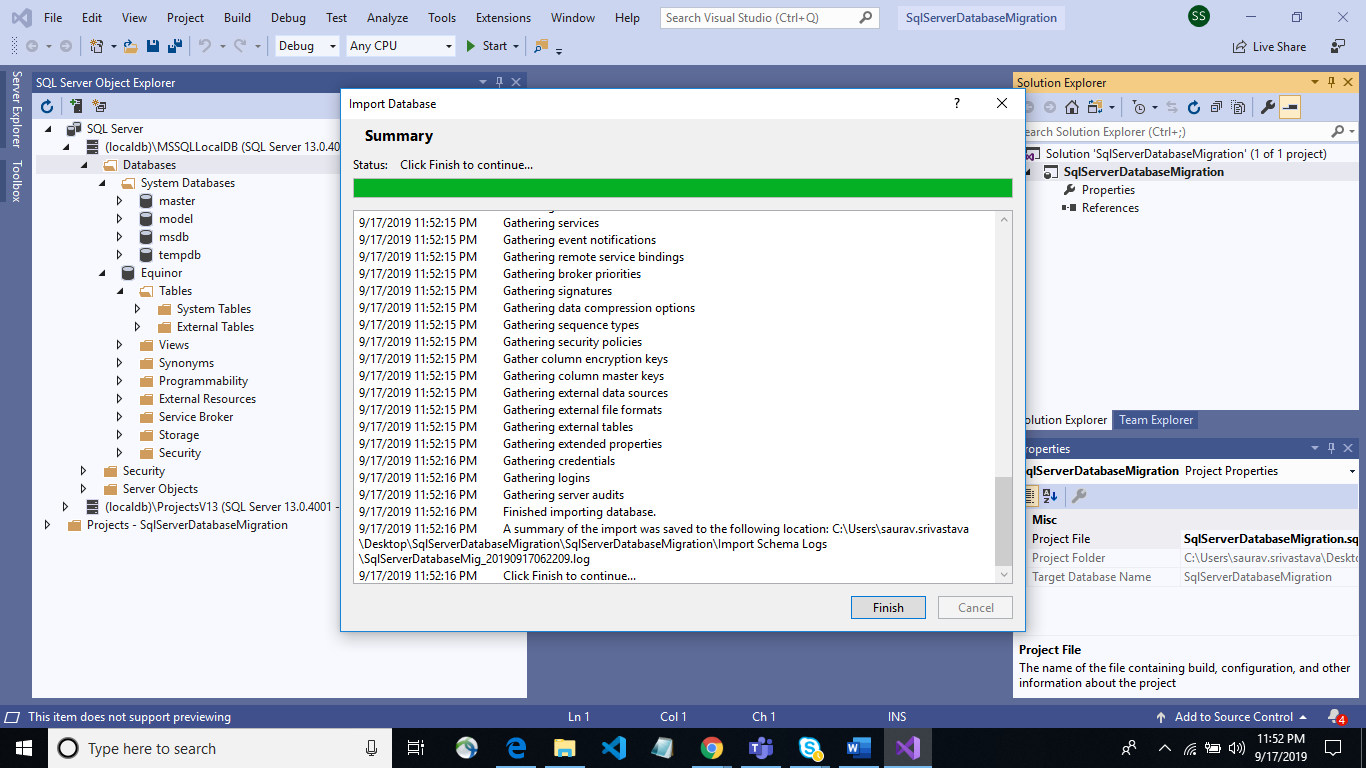 File Edit View Project Build Debug Test Analyze Tools Extensions Window Help Search Visual Studio (Ctrl+Q) SqlServerDatabaseMigration SS
Debug Any CPU Start Live Share
Server Explorer
Toolbox
SQL Server Object Explorer
SQL Server
(localdb)\MSSQLLocalDB (SQL Server 13.0.40
Databases
System Databases
master
model
msdb
tempdb
Equinor
Tables
System Tables
External Tables
Views
Synonyms
Programmability
External Resources
Service Broker
Storage
Security
Security
Server Objects
(localdb)\ProjectsV13 (SQL Server 13.0.4001 -
Projects - SqlServerDatabaseMigration
Import Database ?
Summary
Status: Click Finish to continue...
9/17/2019 11:52:15 PM Gathering services
9/17/2019 11:52:15 PM Gathering event notifications
9/17/2019 11:52:15 PM Gathering remote service bindings
9/17/2019 11:52:15 PM Gathering broker priorities
9/17/2019 11:52:15 PM Gathering signatures
9/17/2019 11:52:15 PM Gathering data compression options
9/17/2019 11:52:15 PM Gathering sequence types
9/17/2019 11:52:15 PM Gathering security policies
9/17/2019 11:52:15 PM Gather column encryption keys
9/17/2019 11:52:15 PM Gathering column master keys
9/17/2019 11:52:15 PM Gathering external data sources
9/17/2019 11:52:15 PM Gathering external file formats
9/17/2019 11:52:15 PM Gathering external tables
9/17/2019 11:52:15 PM Gathering extended properties
9/17/2019 11:52:16 PM Gathering credentials
9/17/2019 11:52:16 PM Gathering logins
9/17/2019 11:52:16 PM Gathering server audits
9/17/2019 11:52:16 PM Finished importing database.
9/17/2019 11:52:16 PM A summary of the import was saved to the following location: C:\Users\saurav.srivastava
\Desktop\SqlServerDatabaseMigration\SqlServerDatabaseMigration\Import Schema Logs
\SqlServerDatabaseMig_20190917062209.log
9/17/2019 11:52:16 PM Click Finish to continue...
Finish Cancel
Solution Explorer
earch Solution Explorer (Ctrl+;)
Solution 'SqlServerDatabaseMigration' (1 of 1 project)
SqlServerDatabaseMigration
Properties
References
olution Explorer Team Explorer
roperties
qlServerDatabaseMigration Project Properties
Misc
Project File SqlServerDatabaseMigration.sq
Project Folder C:\Users\saurav.srivastava\Deskto
Target Database Name SqlServerDatabaseMigration
Project File
The name of the file containing build, configuration, and other
information about the project
This item does not support previewing Ln 1 Col 1 Ch 1 INS Add to Source Control 4
Type here to search
11:52 PM
9/17/2019